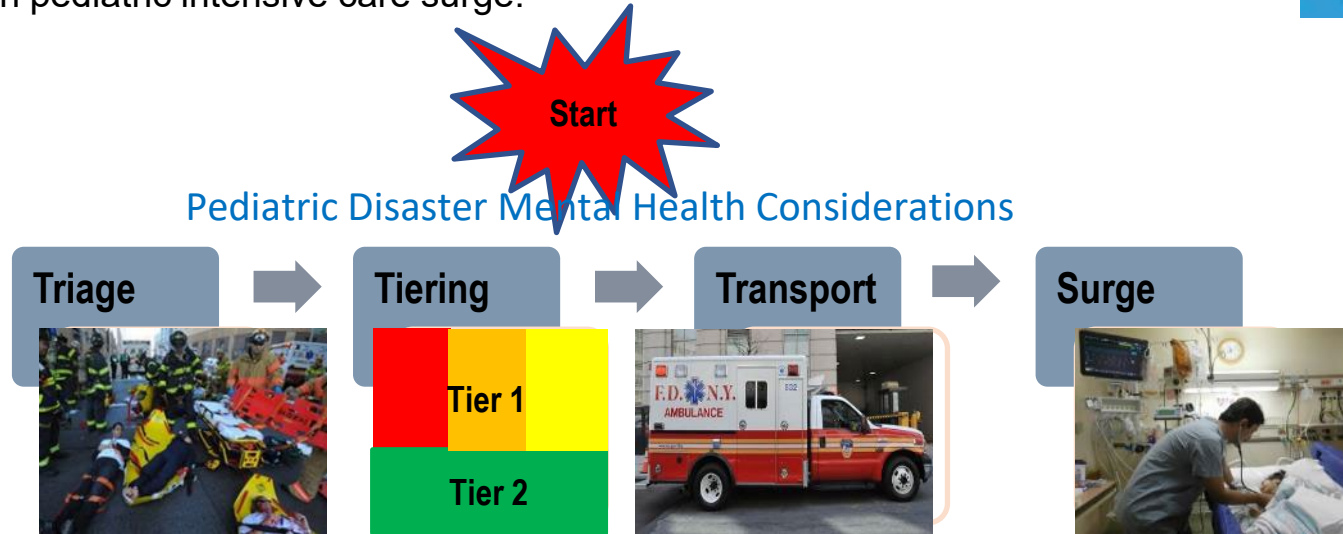 pediatric intensive care surge.
Start
Pediatric Disaster Mental Health Considerations
Triage
Tiering
Transport
Surge
Tier 1
Tier 2
F.D. N.Y.
AMBULANCE
532